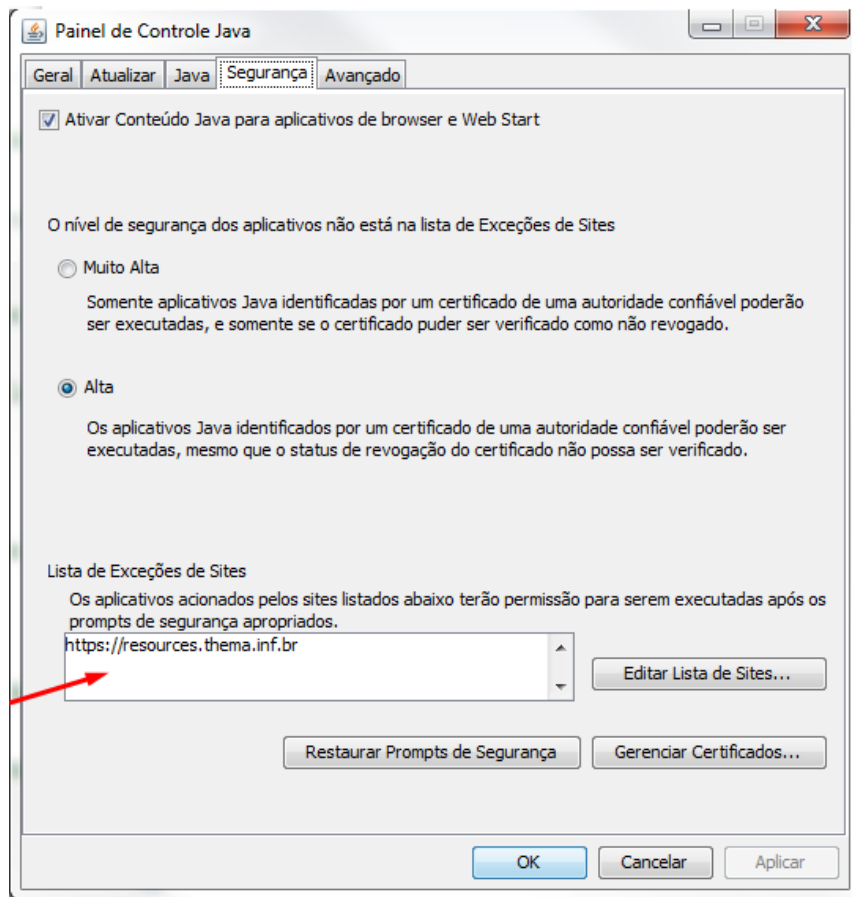 Painel de Controle Java
Geral Atualizar Java Segurança Avançado
Ativar Conteúdo Java para aplicativos de browser e Web Start
O nível de segurança dos aplicativos não está na lista de Exceções de Sites
Muito Alta
Somente aplicativos Java identificadas por um certificado de uma autoridade confiável poderão
ser executadas, e somente se o certificado puder ser verificado como não revogado.
Alta
Os aplicativos Java identificados por um certificado de uma autoridade confiável poderão ser
executadas, mesmo que o status de revogação do certificado não possa ser verificado.
Lista de Exceções de Sites
Os aplicativos acionados pelos sites listados abaixo terão permissão para serem executadas após os
prompts de segurança apropriados.
https://resources.thema.inf.br
Editar Lista de Sites...
Restaurar Prompts de Segurança Gerenciar Certificados...
OK Cancelar Aplicar